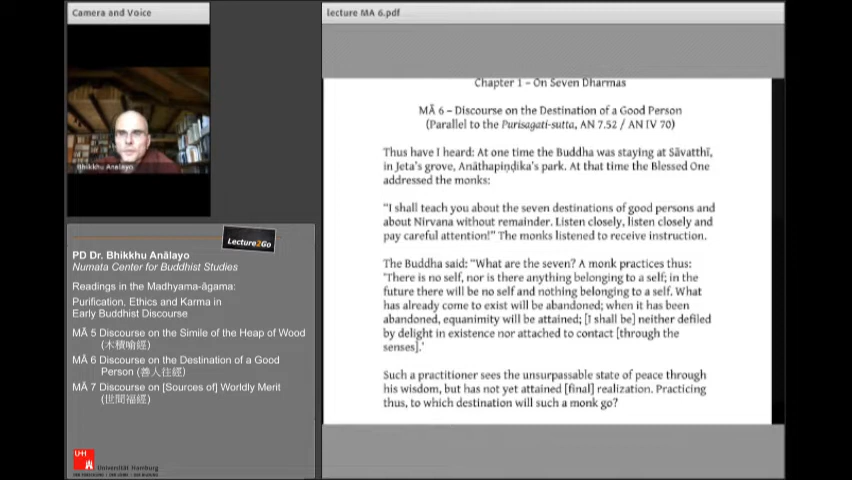 Camera and Voice
Bhikkhu Anālayo
Lecture2Go
PD Dr. Bhikkhu Anālayo
Numata Center for Buddhist Studies
Readings in the Madhyama-āgama:
Purification, Ethics and Karma in
Early Buddhist Discourse
MĀ 5 Discourse on the Simile of the Heap of Wood
(木積喻經)
MĀ 6 Discourse on the Destination of a Good
Person (善人往經)
MĀ 7 Discourse on [Sources of] Worldly Merit
(世間福經)
UH
Universität Hamburg
lecture MA 6.pdf
Chapter 1 – On Seven Dharmas
MĀ 6 – Discourse on the Destination of a Good Person
(Parallel to the Purisagati-sutta, AN 7.52 / AN IV 70)
Thus have I heard: At one time the Buddha was staying at Sāvatthī,
in Jeta's grove, Anāthapiṇḍika's park. At that time the Blessed One
addressed the monks:
"I shall teach you about the seven destinations of good persons and
about Nirvana without remainder. Listen closely, listen closely and
pay careful attention!" The monks listened to receive instruction.
The Buddha said: "What are the seven? A monk practices thus:
'There is no self, nor is there anything belonging to a self; in the
future there will be no self and nothing belonging to a self. What
has already come to exist will be abandoned; when it has been
abandoned, equanimity will be attained; [I shall be] neither defiled
by delight in existence nor attached to contact [through the
senses].'
Such a practitioner sees the unsurpassable state of peace through
his wisdom, but has not yet attained [final] realization. Practicing
thus, to which destination will such a monk go?